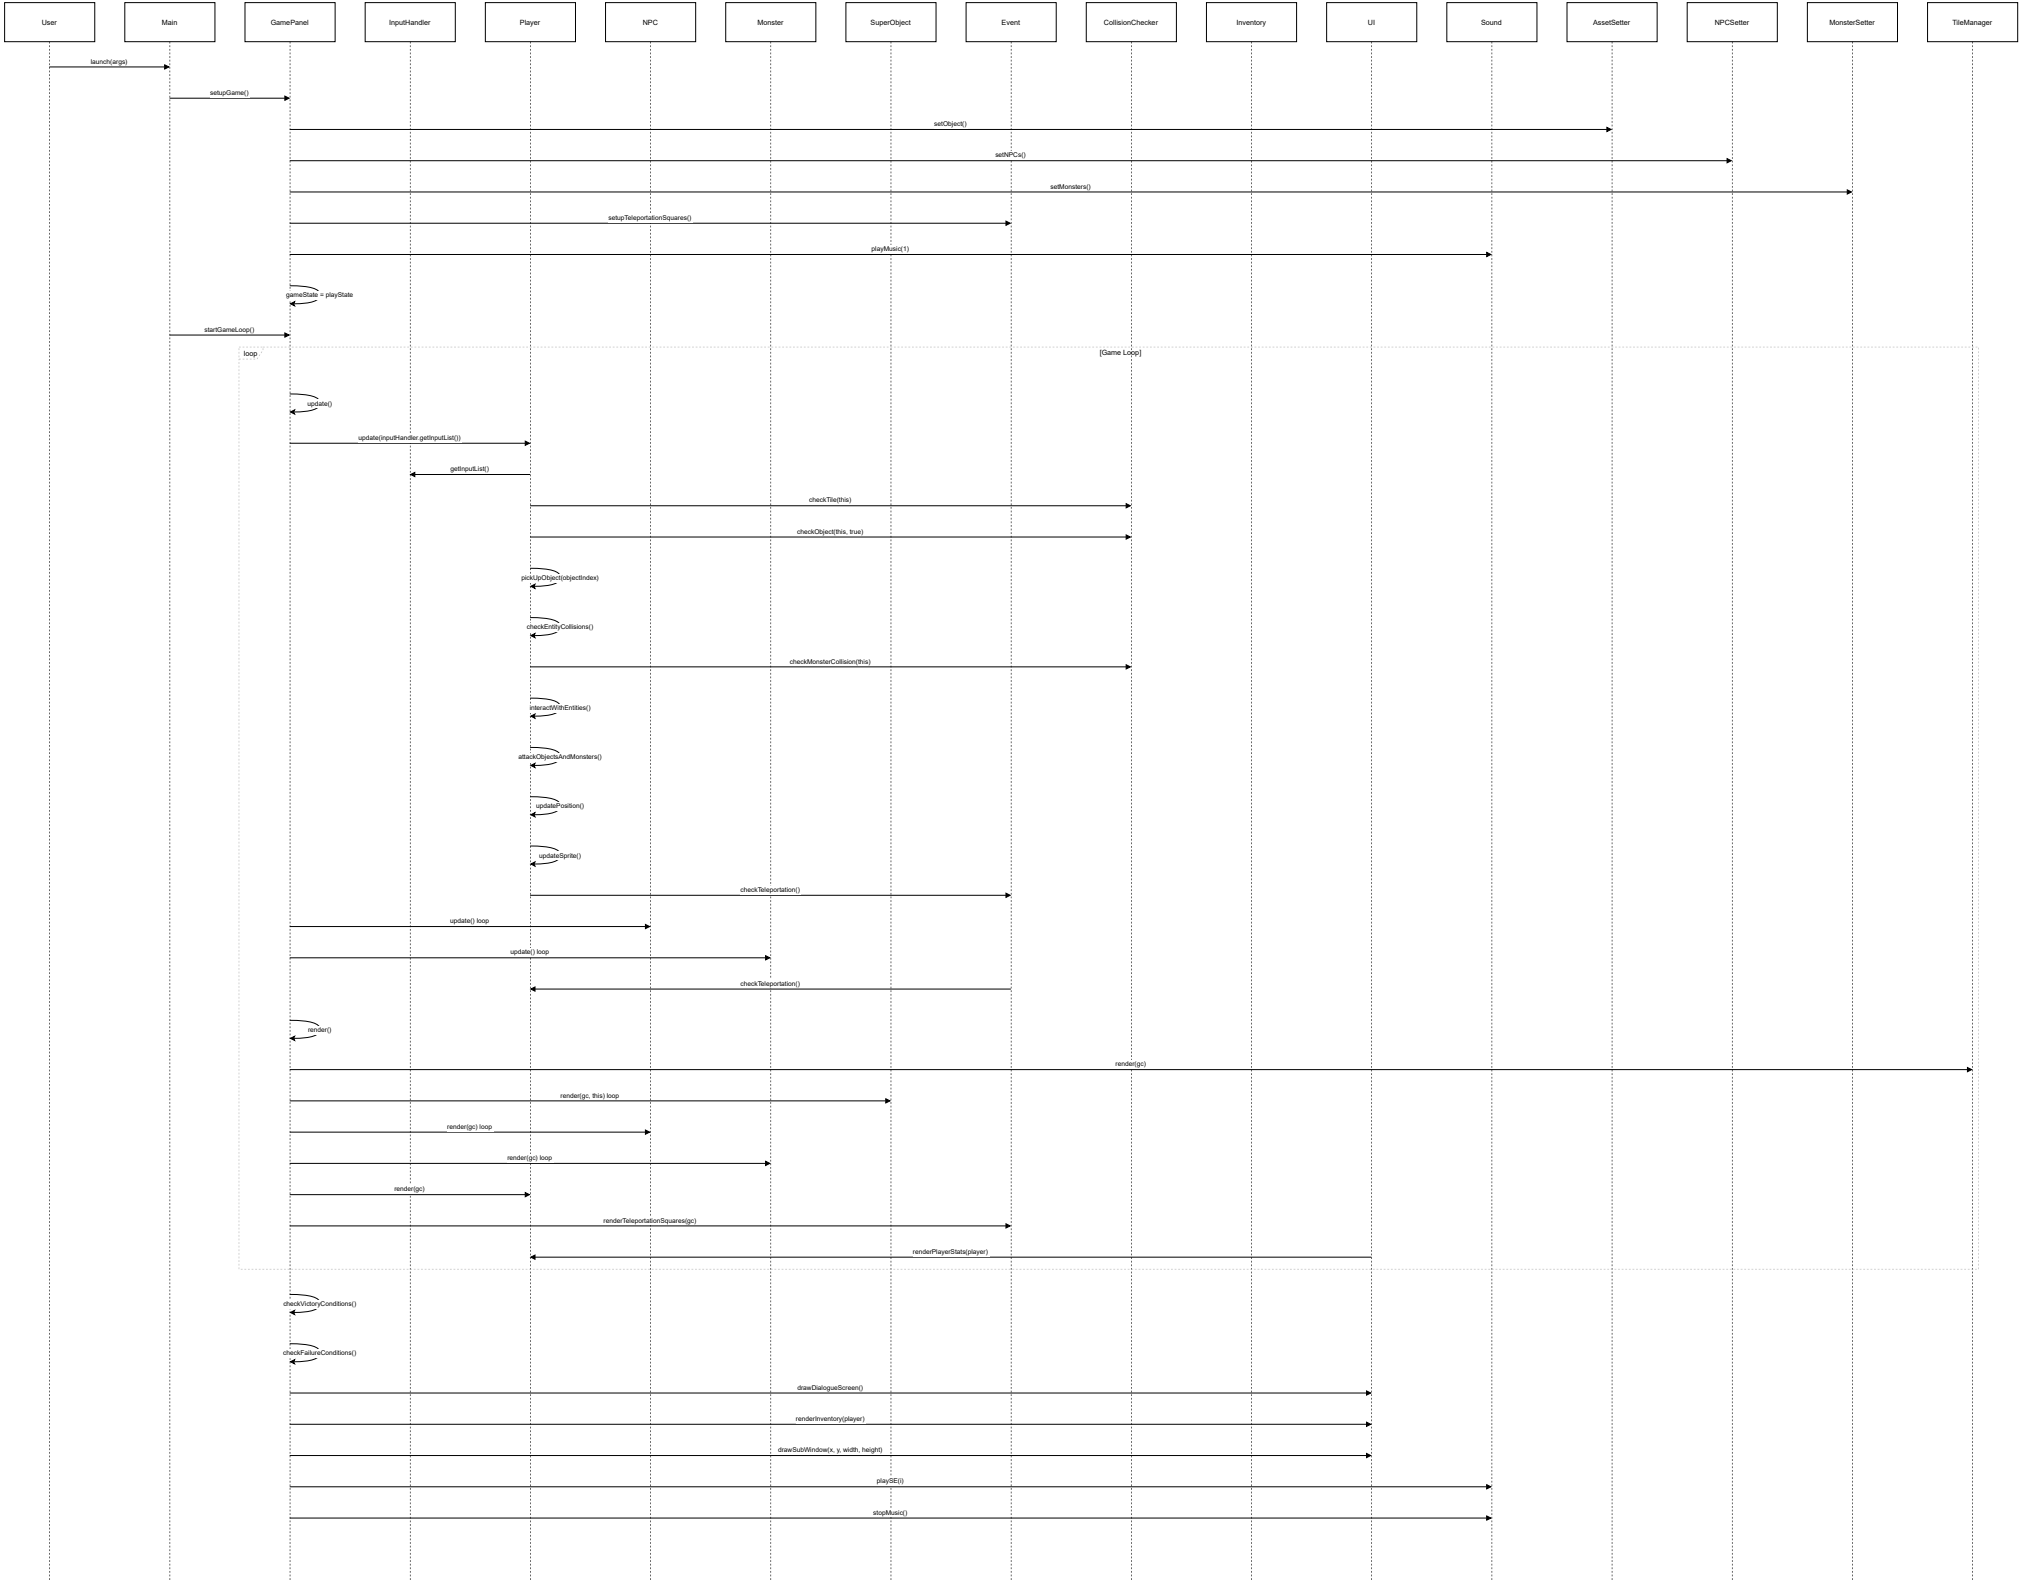 User
Main
GamePanel
InputHandler
Player
NPC
Monster
SuperObject
Event
CollisionChecker
Inventory
UI
Sound
AssetSetter
NPCSetter
MonsterSetter
TileManager
launch(args)
setupGame()
setObject()
setNPCs()
setMonsters()
setupTeleportationSquares()
playMusic(1)
gameState = playState
startGameLoop()
loop
[Game Loop]
update()
update(inputHandler.getInputList())
getInputList()
checkTile(this)
checkObject(this, true)
pickUpObject(objectIndex)
checkEntityCollisions()
checkMonsterCollision(this)
interactWithEntities()
attackObjectsAndMonsters()
updatePosition()
updateSprite()
checkTeleportation()
update() loop
update() loop
checkTeleportation()
render()
render(gc)
render(gc, this) loop
render(gc) loop
render(gc) loop
render(gc)
renderTeleportationSquares(gc)
renderPlayerStats(player)
checkVictoryConditions()
checkFailureConditions()
drawDialogueScreen()
renderInventory(player)
drawSubWindow(x, y, width, height)
playSE(i)
stopMusic()